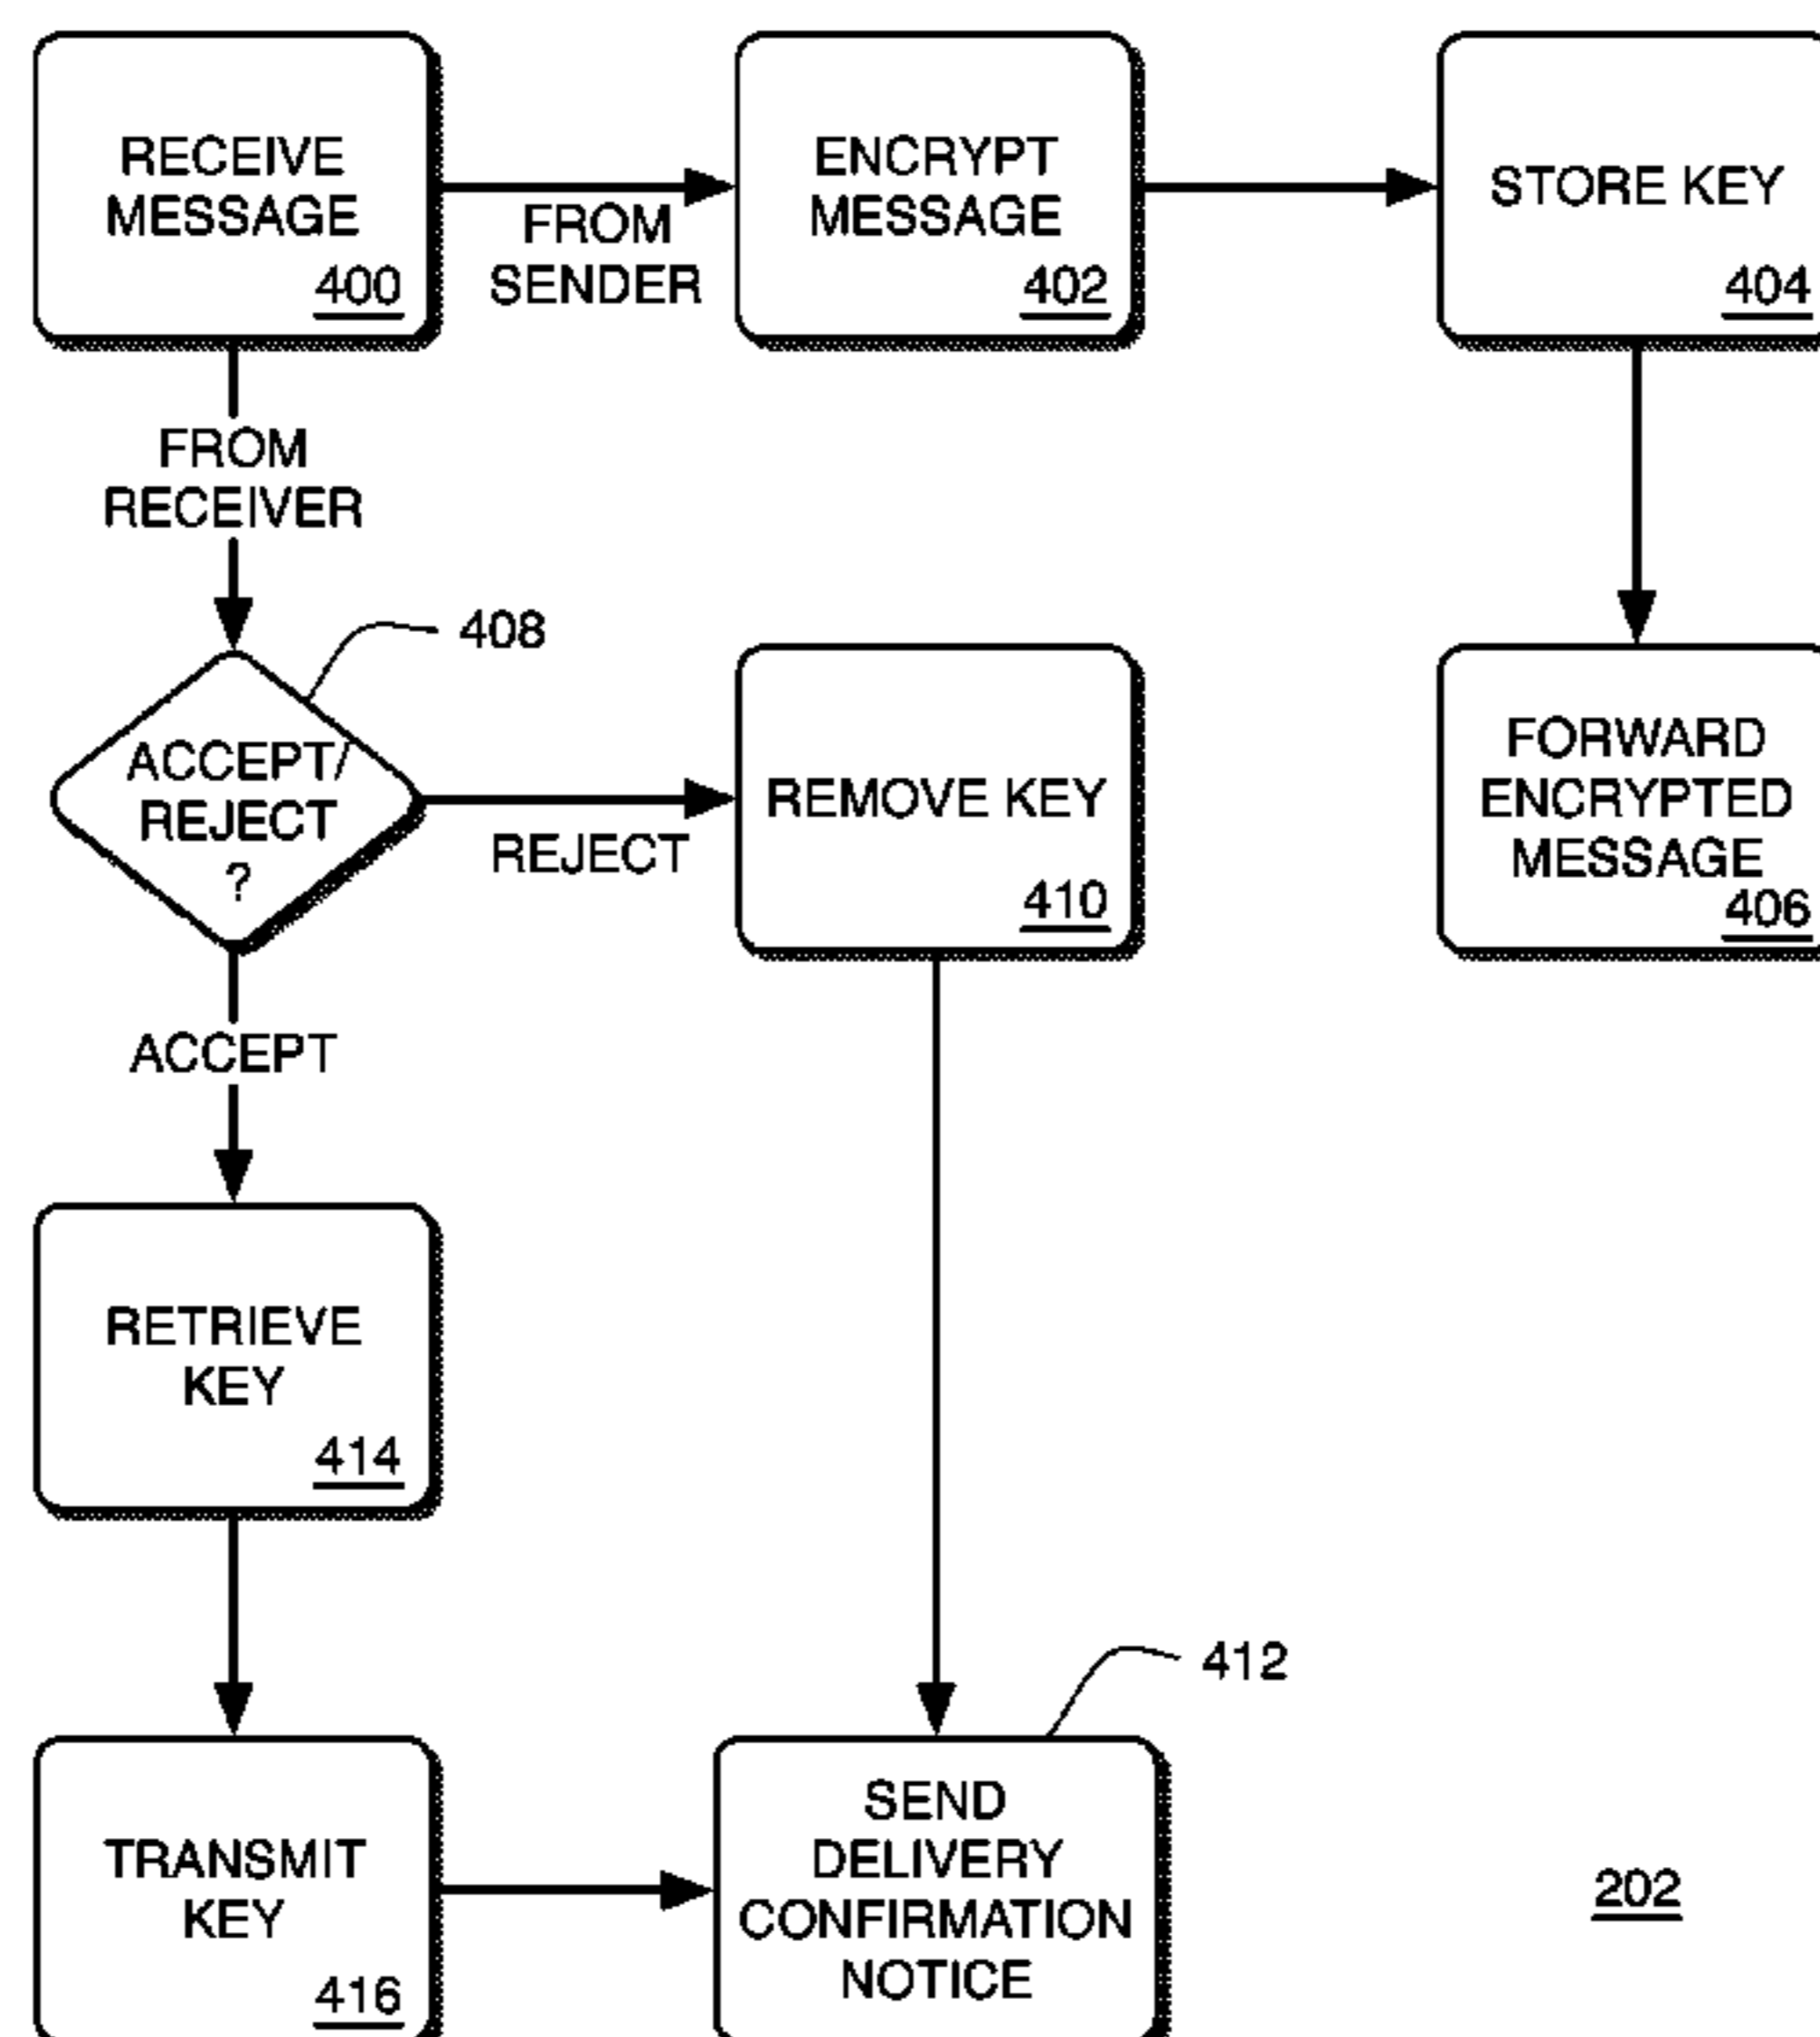 RECEIVE
MESSAGE
400
FROM
SENDER
ENCRYPT
MESSAGE
402
STORE KEY
404
FROM
RECEIVER
408
ACCEPT/
REJECT
?
REJECT
REMOVE KEY
410
FORWARD
ENCRYPTED
MESSAGE
406
ACCEPT
RETRIEVE
KEY
414
412
TRANSMIT
KEY
416
SEND
DELIVERY
CONFIRMATION
NOTICE
202